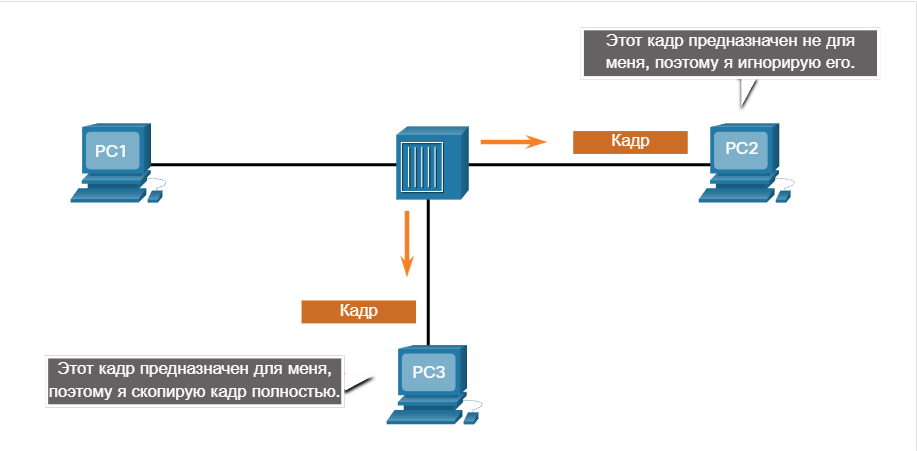 Этот кадр предназначен не для
меня, поэтому я игнорирую его.
PC1
Кадр
PC2
Кадр
Этот кадр предназначен для меня,
поэтому я скопирую кадр полностью.
PC3